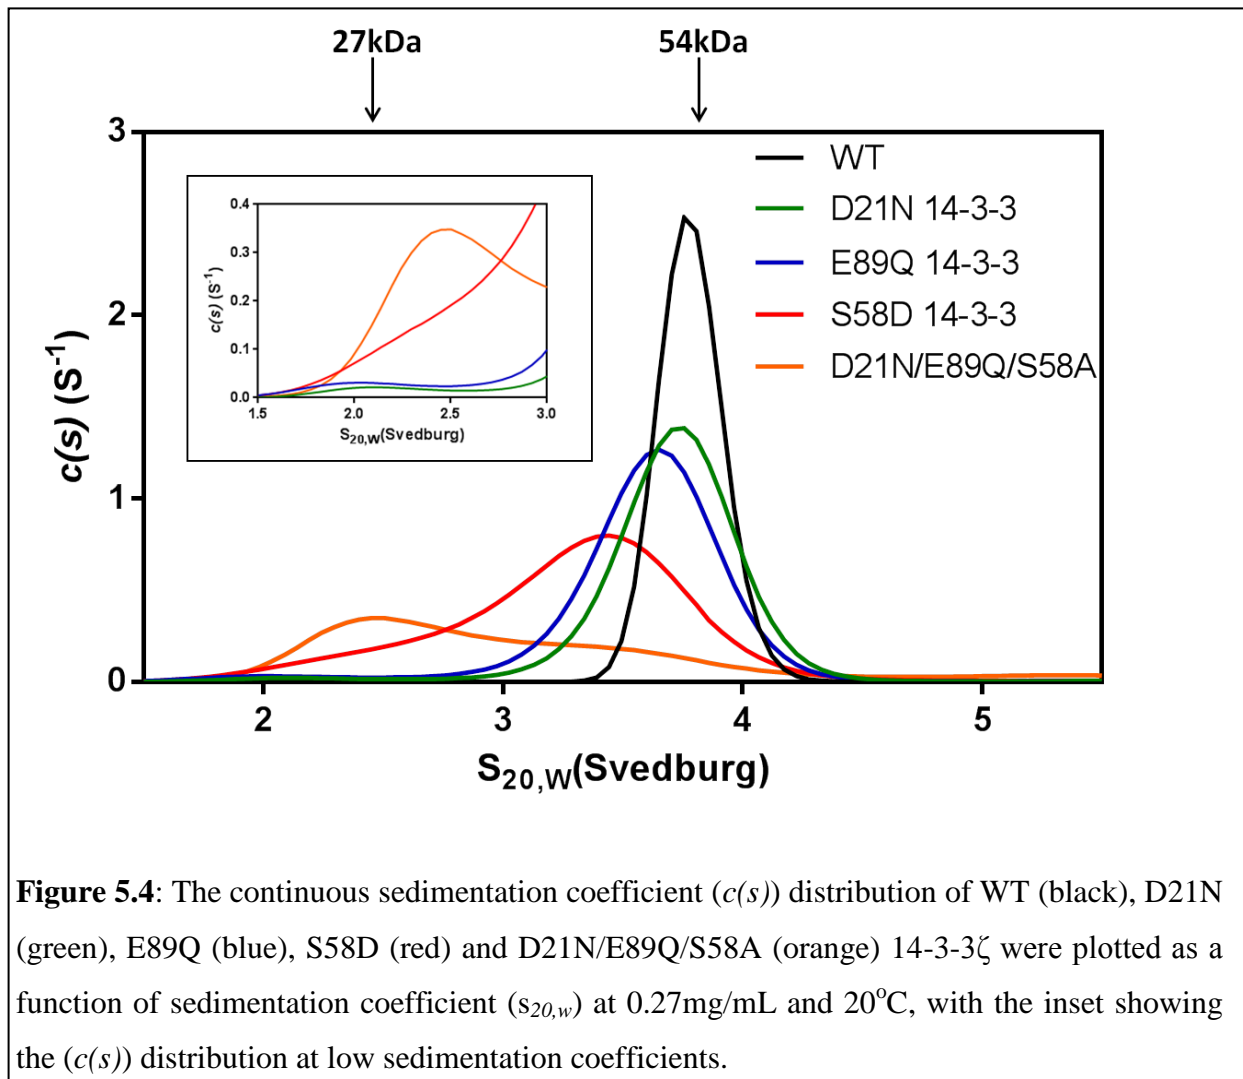 27kDa 54kDa
3
WT
D21N 14-3-3
E89Q 14-3-3
S58D 14-3-3
D21N/E89Q/S58A
2
1
0
c(s) (S-1)
2 3 4 5
S20,W(Svedburg)
0.4
0.3
0.2
0.1
0.0
c(s) (S-1)
1.5 2.0 2.5 3.0
S20,W(Svedburg)
Figure 5.4: The continuous sedimentation coefficient (c(s)) distribution of WT (black), D21N
(green), E89Q (blue), S58D (red) and D21N/E89Q/S58A (orange) 14-3-3ζ were plotted as a
function of sedimentation coefficient (s20,w) at 0.27mg/mL and 20oC, with the inset showing
the (c(s)) distribution at low sedimentation coefficients.